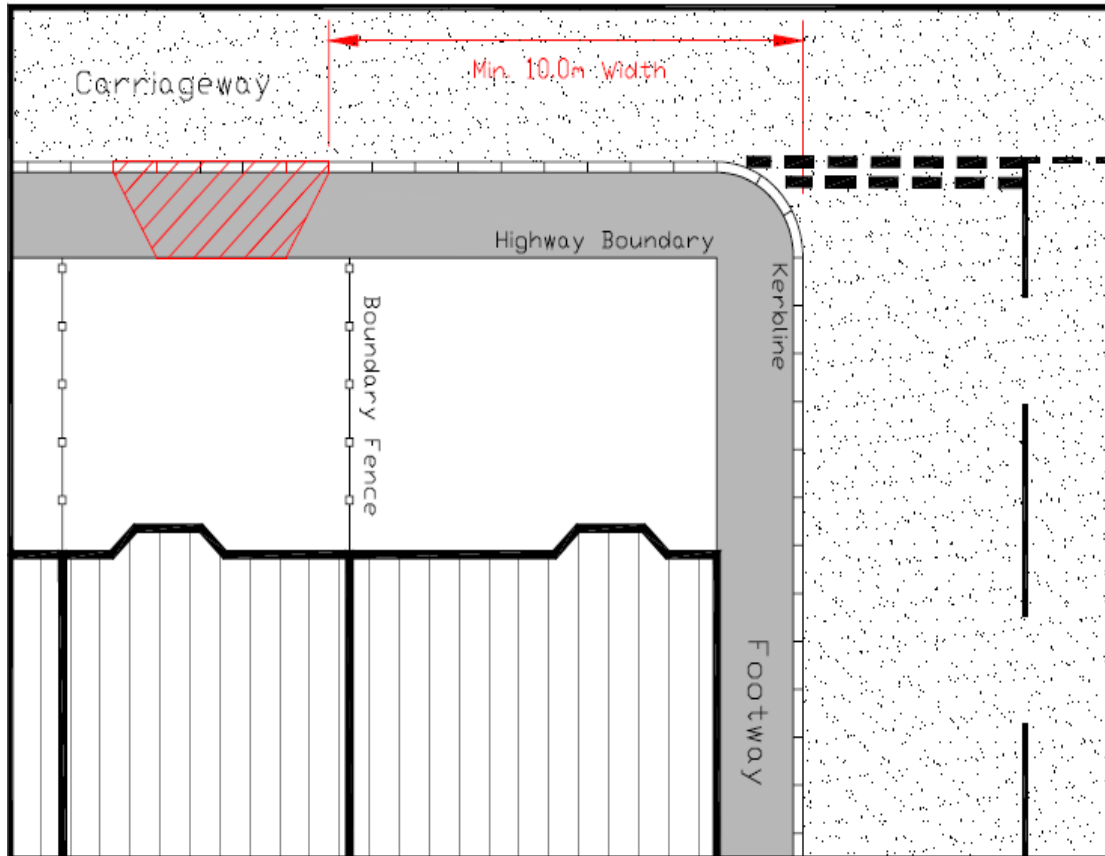 Carriageway
Min. 10.0m Width
Highway Boundary
Kerbline
Boundary Fence
Footway